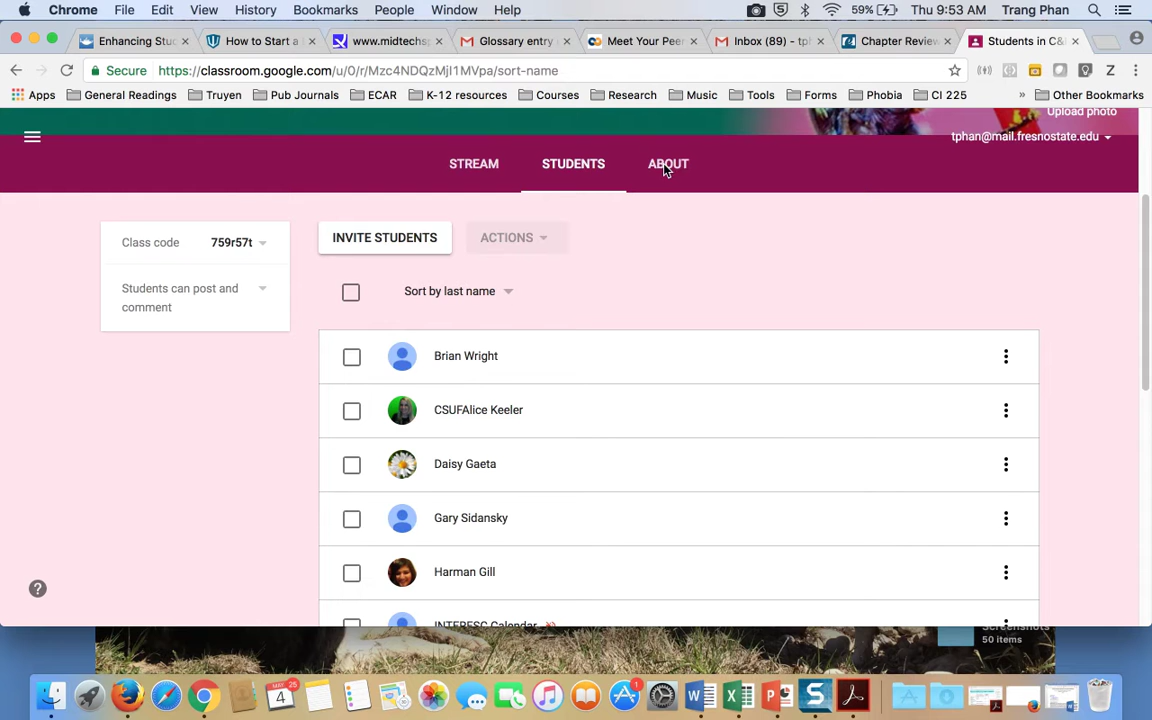 Chrome File Edit View History Bookmarks People Window Help 59% Thu 9:53 AM Trang Phan
Enhancing Stu How to Start a www.midtechs Glossary entry Meet Your Pee Inbox (89) - tp Chapter Review Students in C&
Secure https://classroom.google.com/u/0/r/Mzc4NDQzMjI1MVpa/sort-name
Apps General Readings Truyen Pub Journals ECAR K-12 resources Courses Research Music Tools Forms Phobia CI 225 » Other Bookmarks
Upload photo
tphan@mail.fresnostate.edu
STREAM STUDENTS ABOUT
Class code 759r57t
INVITE STUDENTS ACTIONS
Students can post and
comment
Sort by last name
Brian Wright
CSUFAlice Keeler
Daisy Gaeta
Gary Sidansky
Harman Gill
INTERESC Calendar
Screenshots
50 items